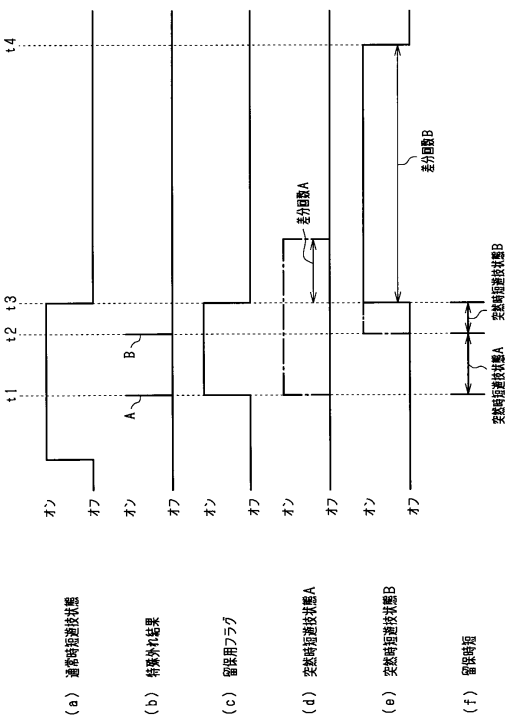 t1 t2 t3 t4
(a) 通常時短遊技状態
オン
オフ
(b) 特殊外れ結果
オン
オフ
A
B
(c) 留保用フラグ
オン
オフ
(d) 突然時短遊技状態A
オン
オフ
差分回数A
(e) 突然時短遊技状態B
オン
オフ
差分回数B
(f) 留保時短
突然時短遊技状態A
突然時短遊技状態B